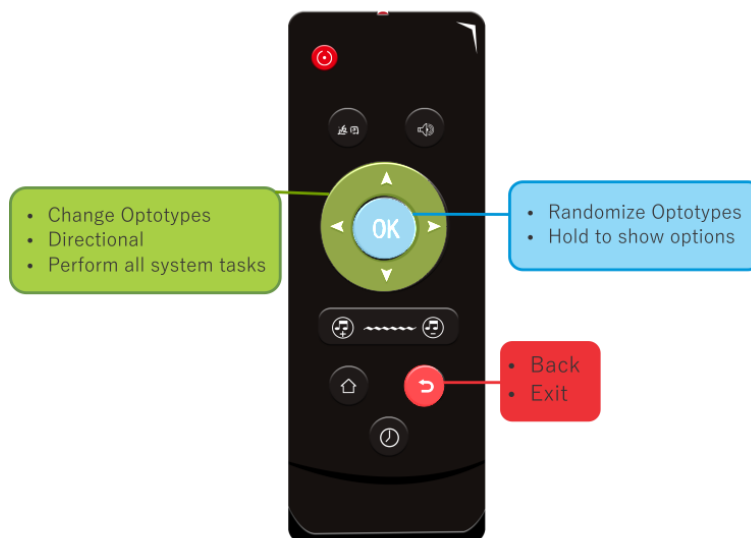 • Change Optotypes
• Directional
• Perform all system tasks
OK
• Randomize Optotypes
• Hold to show options
• Back
• Exit